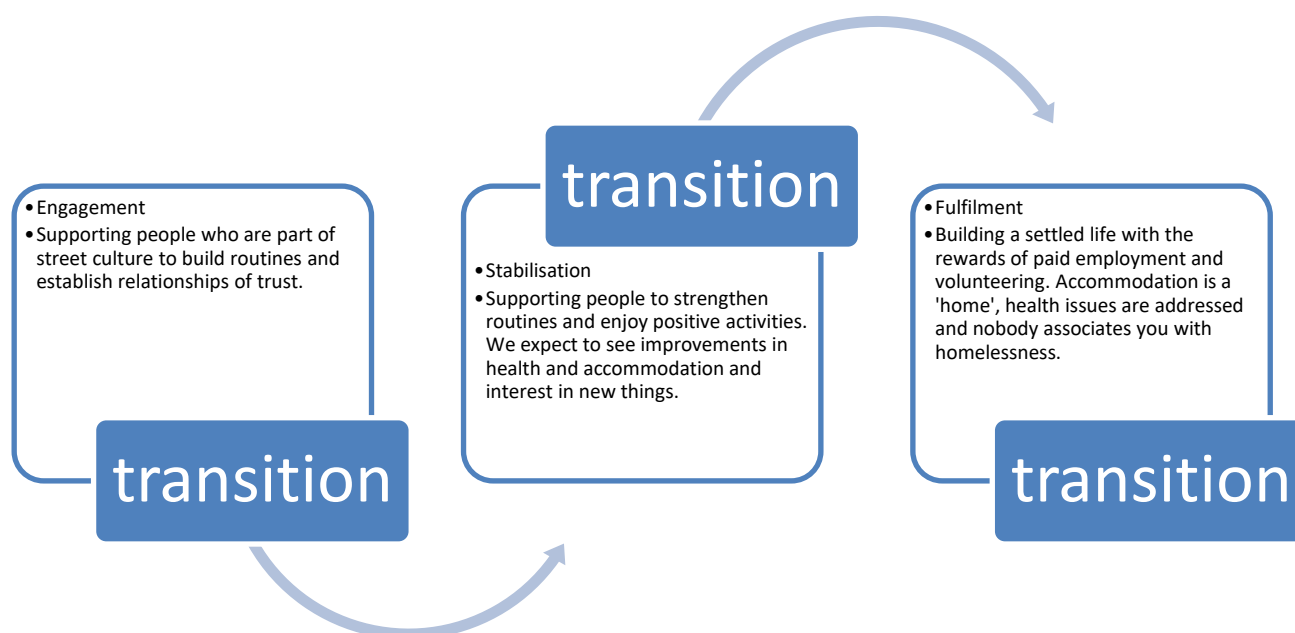 •Engagement
•Supporting people who are part of
street culture to build routines and
establish relationships of trust.
transition
transition
•Stabilisation
•Supporting people to strengthen
routines and enjoy positive activities.
We expect to see improvements in
health and accommodation and
interest in new things.
•Fulfilment
•Building a settled life with the
rewards of paid employment and
volunteering. Accommodation is a
'home', health issues are addressed
and nobody associates you with
homelessness.
transition